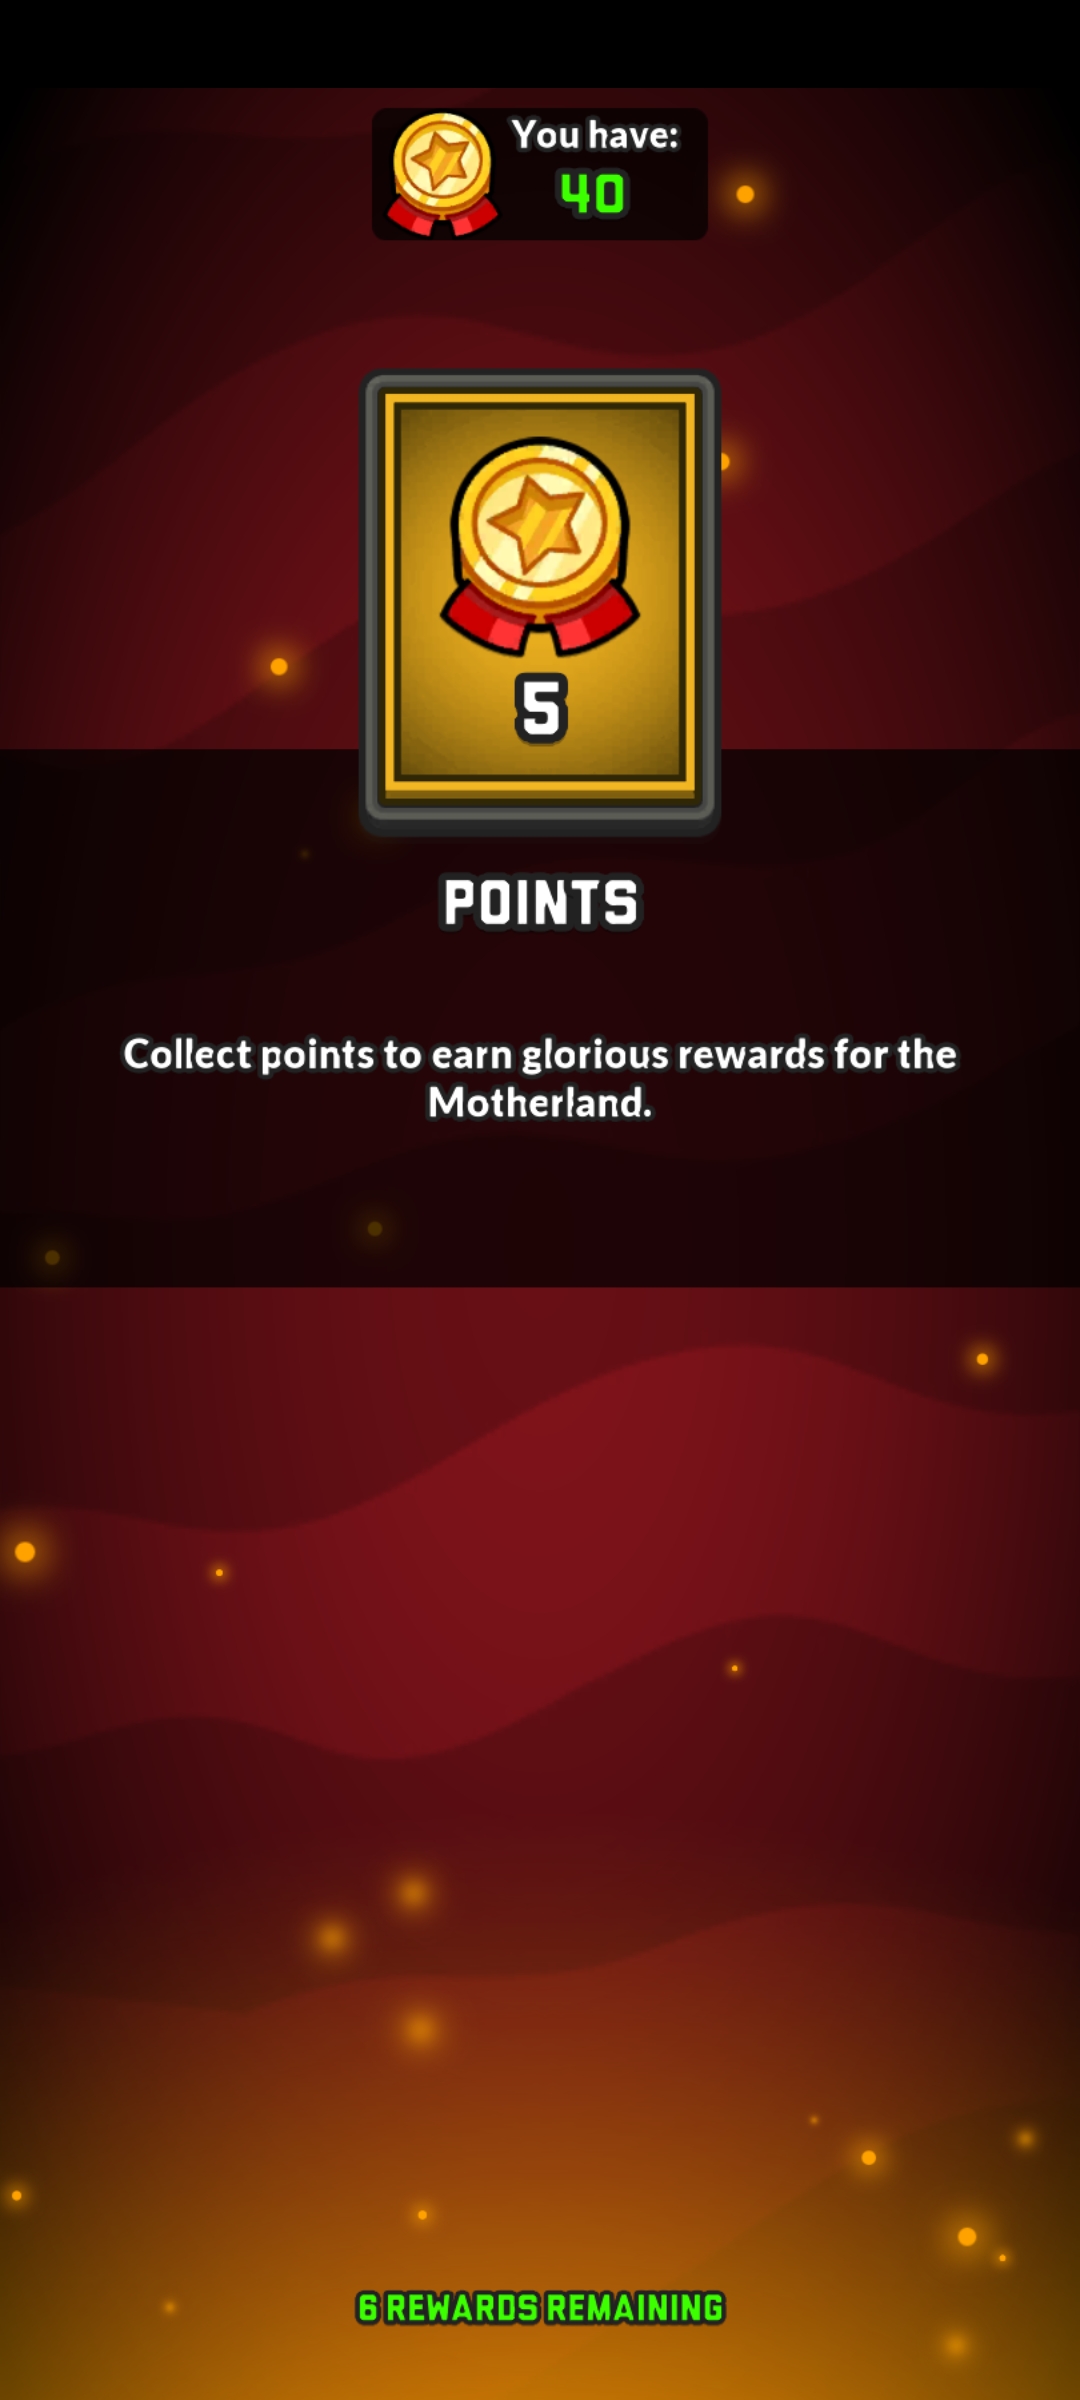 You have:
40
5
POINTS
Collect points to earn glorious rewards for the
Motherland.
6 REWARDS REMAINING